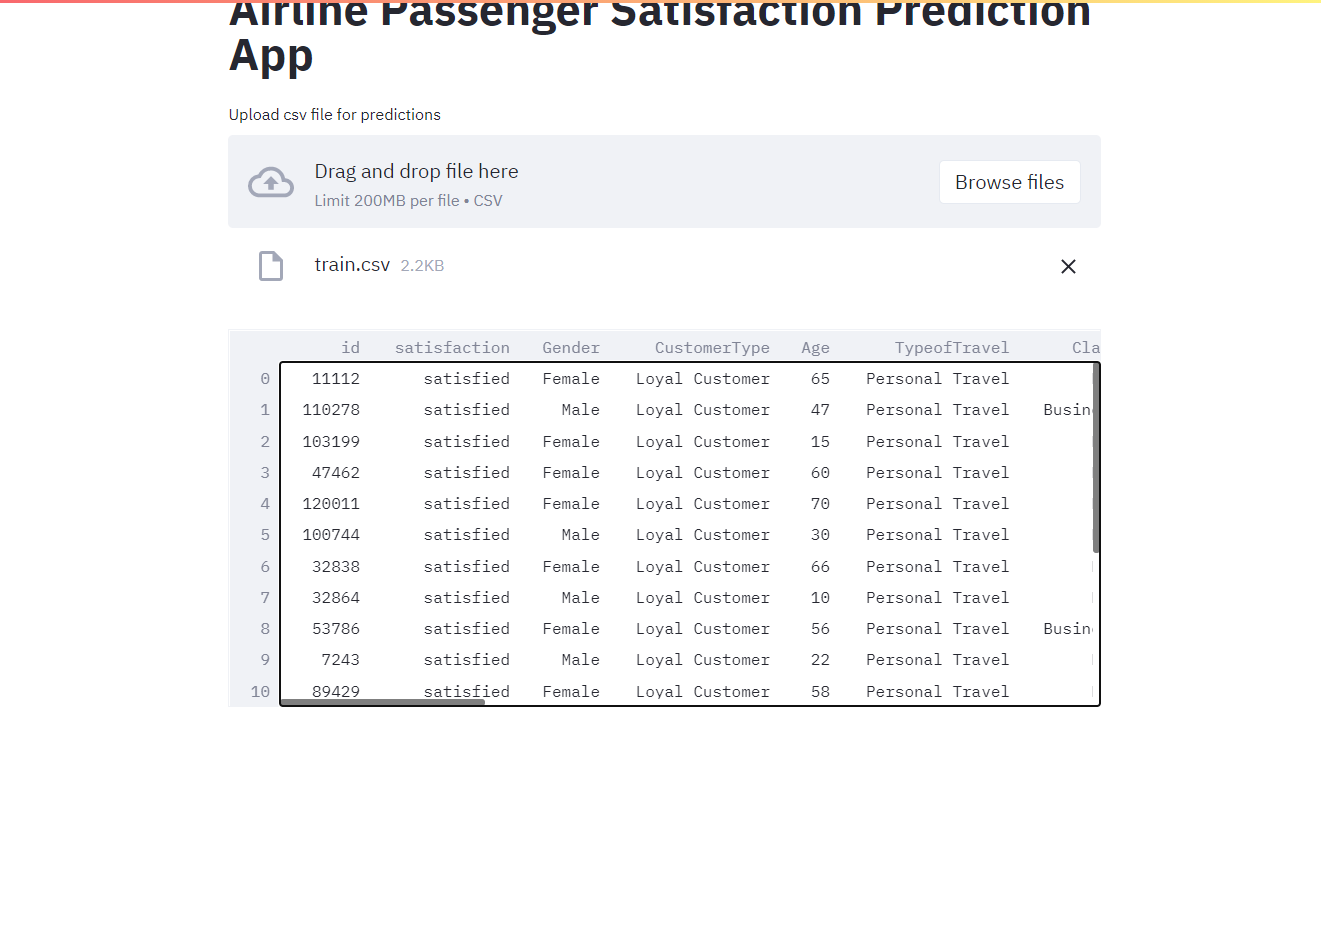 Airline Passenger Satisfaction Prediction
App
Upload csv file for predictions
Drag and drop file here
Limit 200MB per file • CSV
Browse files
train.csv 2.2KB
id satisfaction Gender CustomerType Age TypeofTravel Cla
0 11112 satisfied Female Loyal Customer 65 Personal Travel
1 110278 satisfied Male Loyal Customer 47 Personal Travel Busin
2 103199 satisfied Female Loyal Customer 15 Personal Travel
3 47462 satisfied Female Loyal Customer 60 Personal Travel
4 120011 satisfied Female Loyal Customer 70 Personal Travel
5 100744 satisfied Male Loyal Customer 30 Personal Travel
6 32838 satisfied Female Loyal Customer 66 Personal Travel
7 32864 satisfied Male Loyal Customer 10 Personal Travel
8 53786 satisfied Female Loyal Customer 56 Personal Travel Busin
9 7243 satisfied Male Loyal Customer 22 Personal Travel
10 89429 satisfied Female Loyal Customer 58 Personal Travel